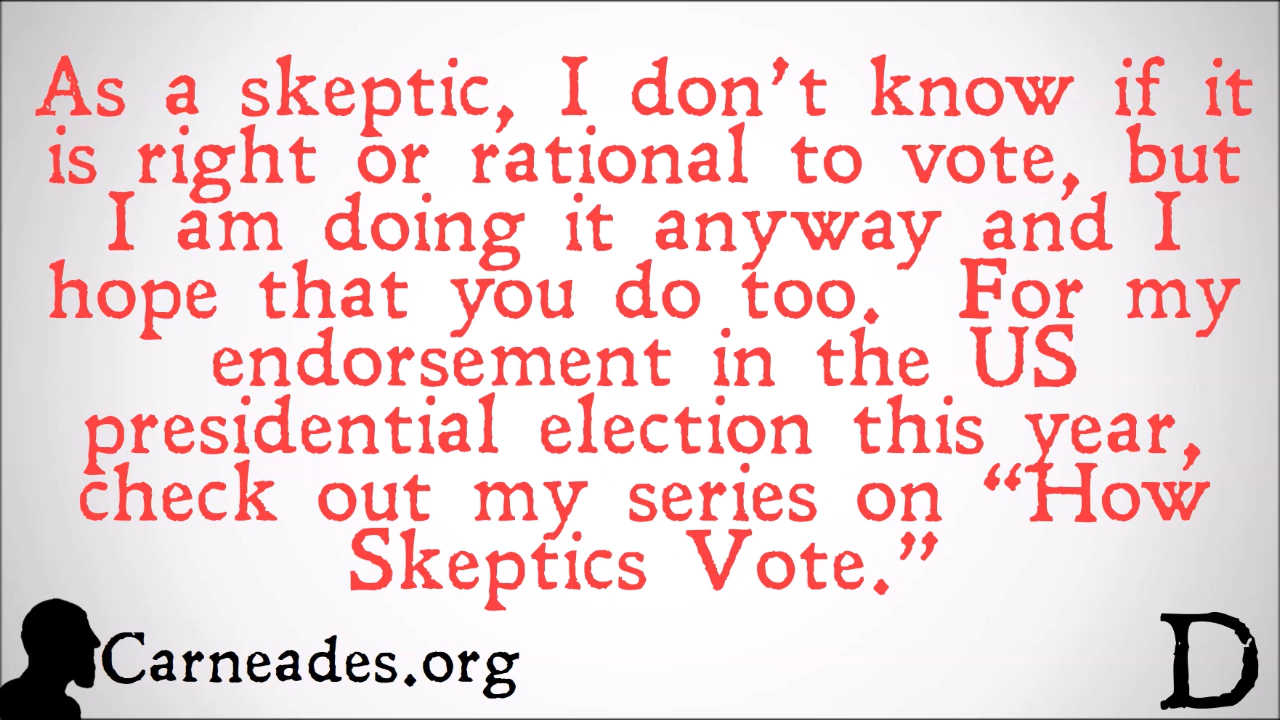 As a skeptic, I don't know if it
is right or rational to vote, but
I am doing it anyway and I
hope that you do too.  For my
endorsement in the US
presidential election this year,
check out my series on “How
Skeptics Vote.”
Carneades.org
D